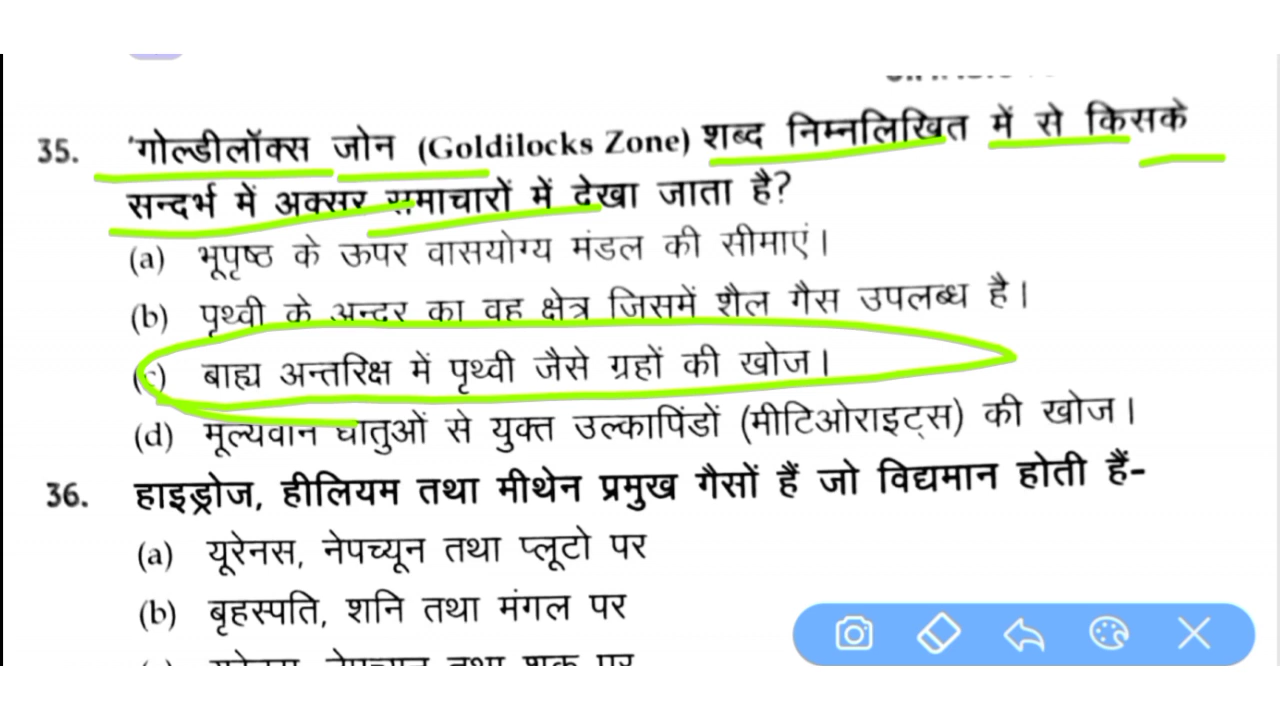 35. 'गोल्डीलॉक्स जोन (Goldilocks Zone) शब्द निम्नलिखित में से किसके
सन्दर्भ में अक्सर समाचारों में देखा जाता है?
(a) भूपृष्ठ के ऊपर वासयोग्य मंडल की सीमाएं।
(b) पृथ्वी के अन्दर का वह क्षेत्र जिसमें शैल गैस उपलब्ध है।
(c) बाह्य अन्तरिक्ष में पृथ्वी जैसे ग्रहों की खोज।
(d) मूल्यवान धातुओं से युक्त उल्कापिंडों (मीटिओराइट्स) की खोज।
36. हाइड्रोज, हीलियम तथा मीथेन प्रमुख गैसों हैं जो विद्यमान होती हैं-
(a) यूरेनस, नेपच्यून तथा प्लूटो पर
(b) बृहस्पति, शनि तथा मंगल पर